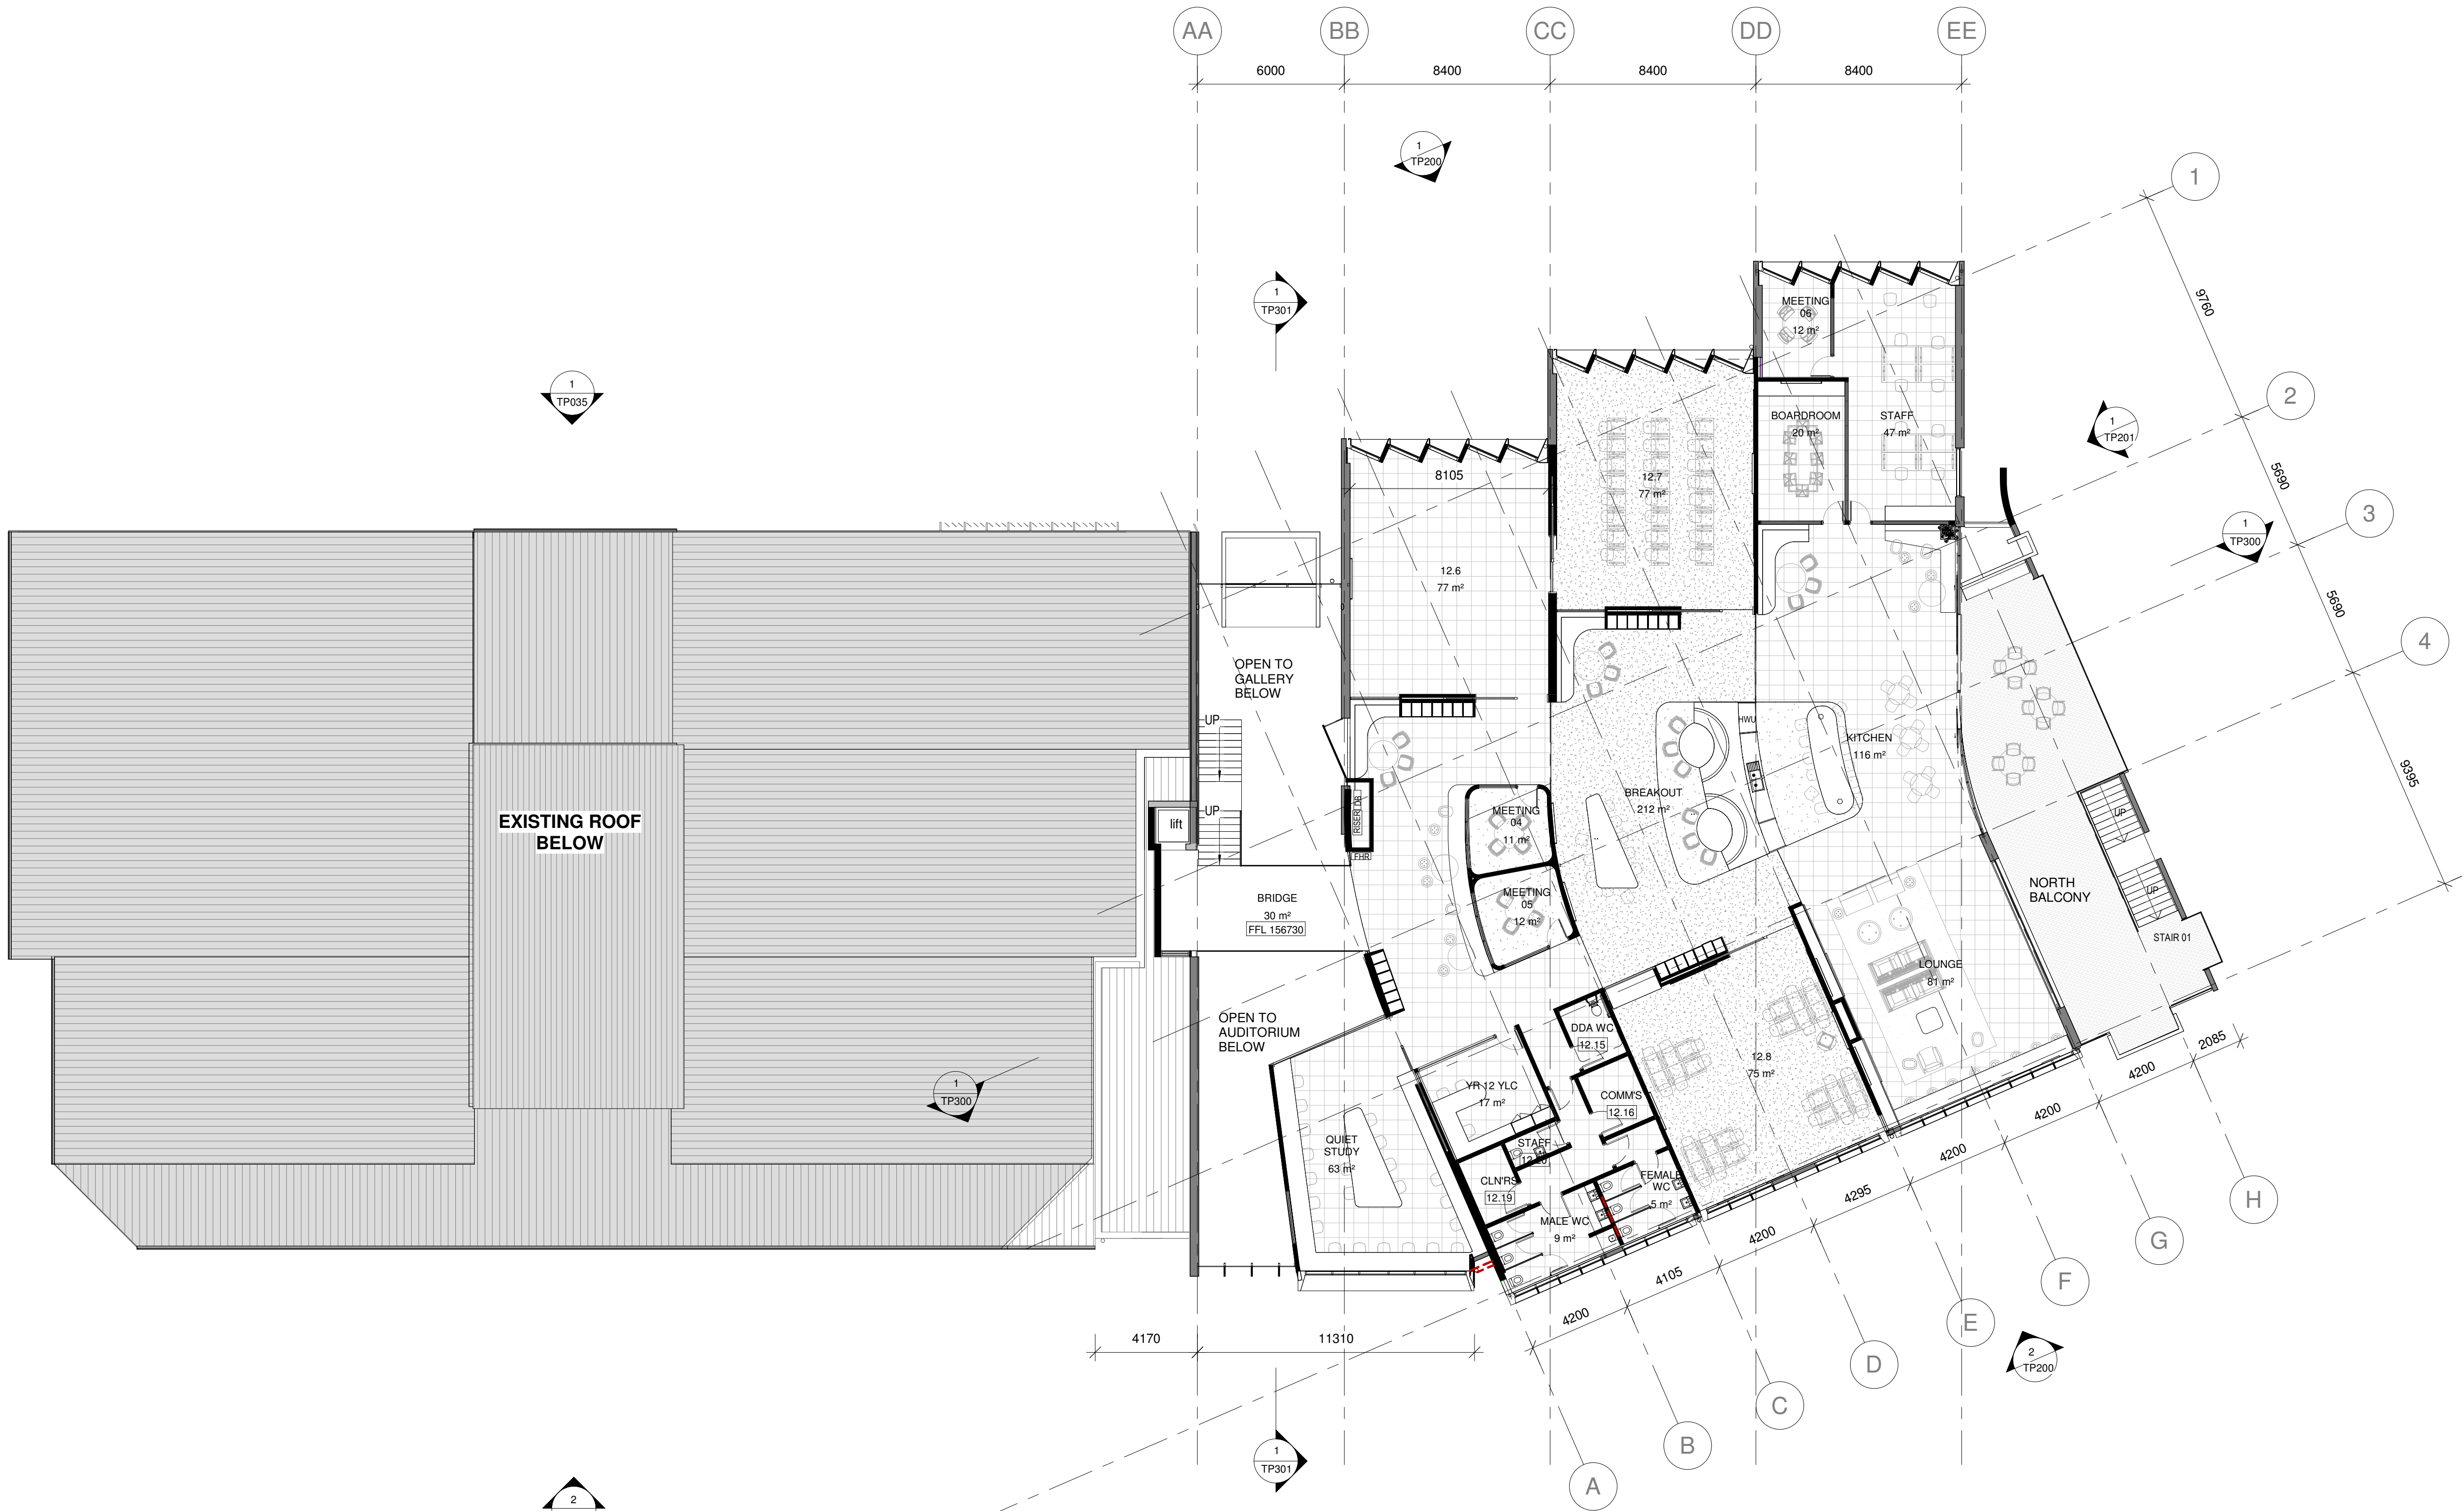 AA
BB
CC
DD
EE
6000
8400
8400
8400
1
TP200
1
9760
1
TP301
MEETING
06
12 m²
1
TP035
2
BOARDROOM
20 m²
STAFF
47 m²
1
TP201
5690
8105
12.7
77 m²
3
1
TP300
12.6
77 m²
5690
4
OPEN TO
GALLERY
BELOW
UP
HWU
KITCHEN
116 m²
9395
EXISTING ROOF
BELOW
lift
UP
RISER DB
FHR
MEETING
04
11 m²
BREAKOUT
212 m²
UP
UP
MEETING
05
12 m²
NORTH
BALCONY
BRIDGE
30 m²
FFL 156730
STAIR 01
LOUNGE
81 m²
OPEN TO
AUDITORIUM
BELOW
DDA WC
12.15
12.8
75 m²
2085
4200
4200
4200
4295
4200
4105
4200
1
TP300
YR 12 YLC
17 m²
COMM'S
12.16
QUIET
STUDY
63 m²
STAFF
CLN'RS
12.19
FEMALE
WC
5 m²
MALE WC
9 m²
H
G
F
E
D
C
B
A
4170
11310
2
TP200
1
TP301
2